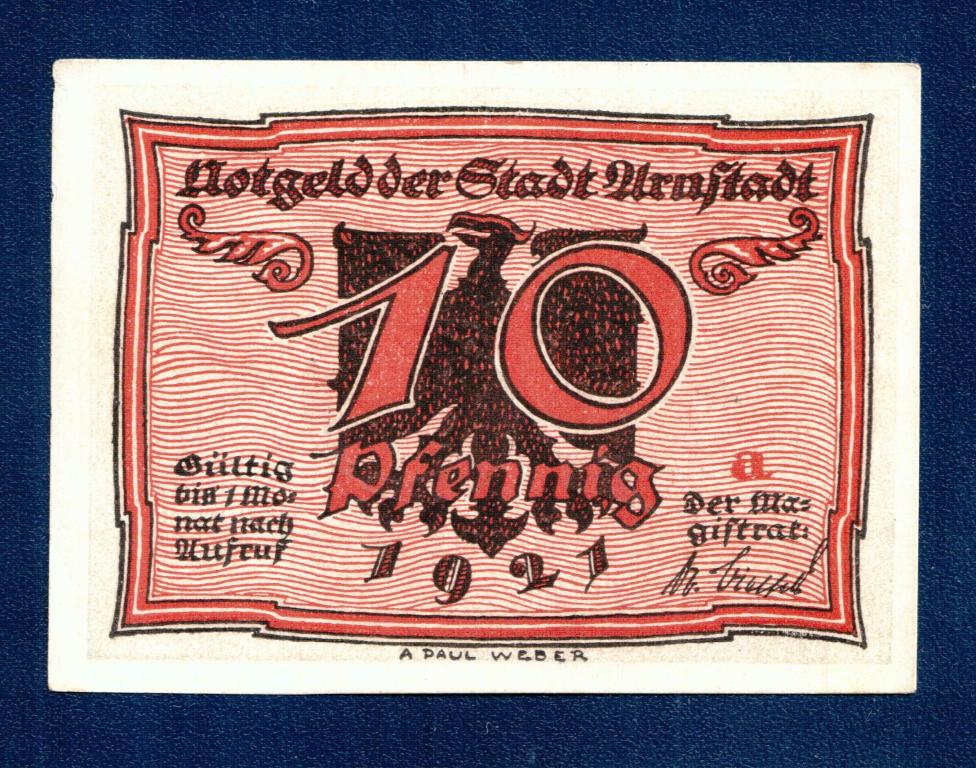 Notgeld der Stadt Arnstadt
10
Pfennig
1921
Gültig
bis 1 Mo=
nat nach
Aufruf
a
Der Ma=
gistrat:
A PAUL WEBER